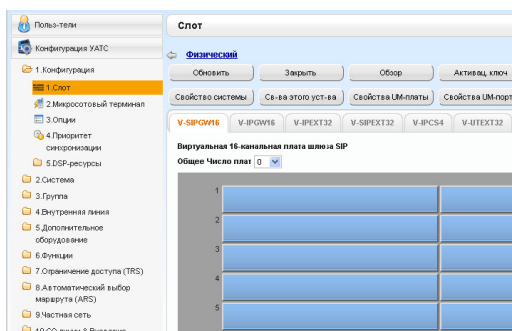 Польз-тели
Слот
Конфигурация УАТС
Физический
1.Конфигурация
Обновить Закрыть Обзор Активац. ключ
1.Слот
Свойство системы Св-ва этого уст-ва Свойства UM-платы Свойства UM-порт
2.Микросотовый терминал
3.Опции
V-SIPGW16 V-IPGW16 V-IPEXT32 V-SIPEXT32 V-IPCS4 V-UTEXT32
4.Приоритет
синхронизации
Виртуальная 16-канальная плата шлюза SIP
5.DSP-ресурсы
Общее Число плат 0
2.Система
3.Группа
1
4.Внутренняя линия
2
5.Дополнительное
оборудование
3
6.Функции
7.Ограничение доступа (TRS)
4
8.Автоматический выбор
маршрута (ARS)
5
9.Частная сеть